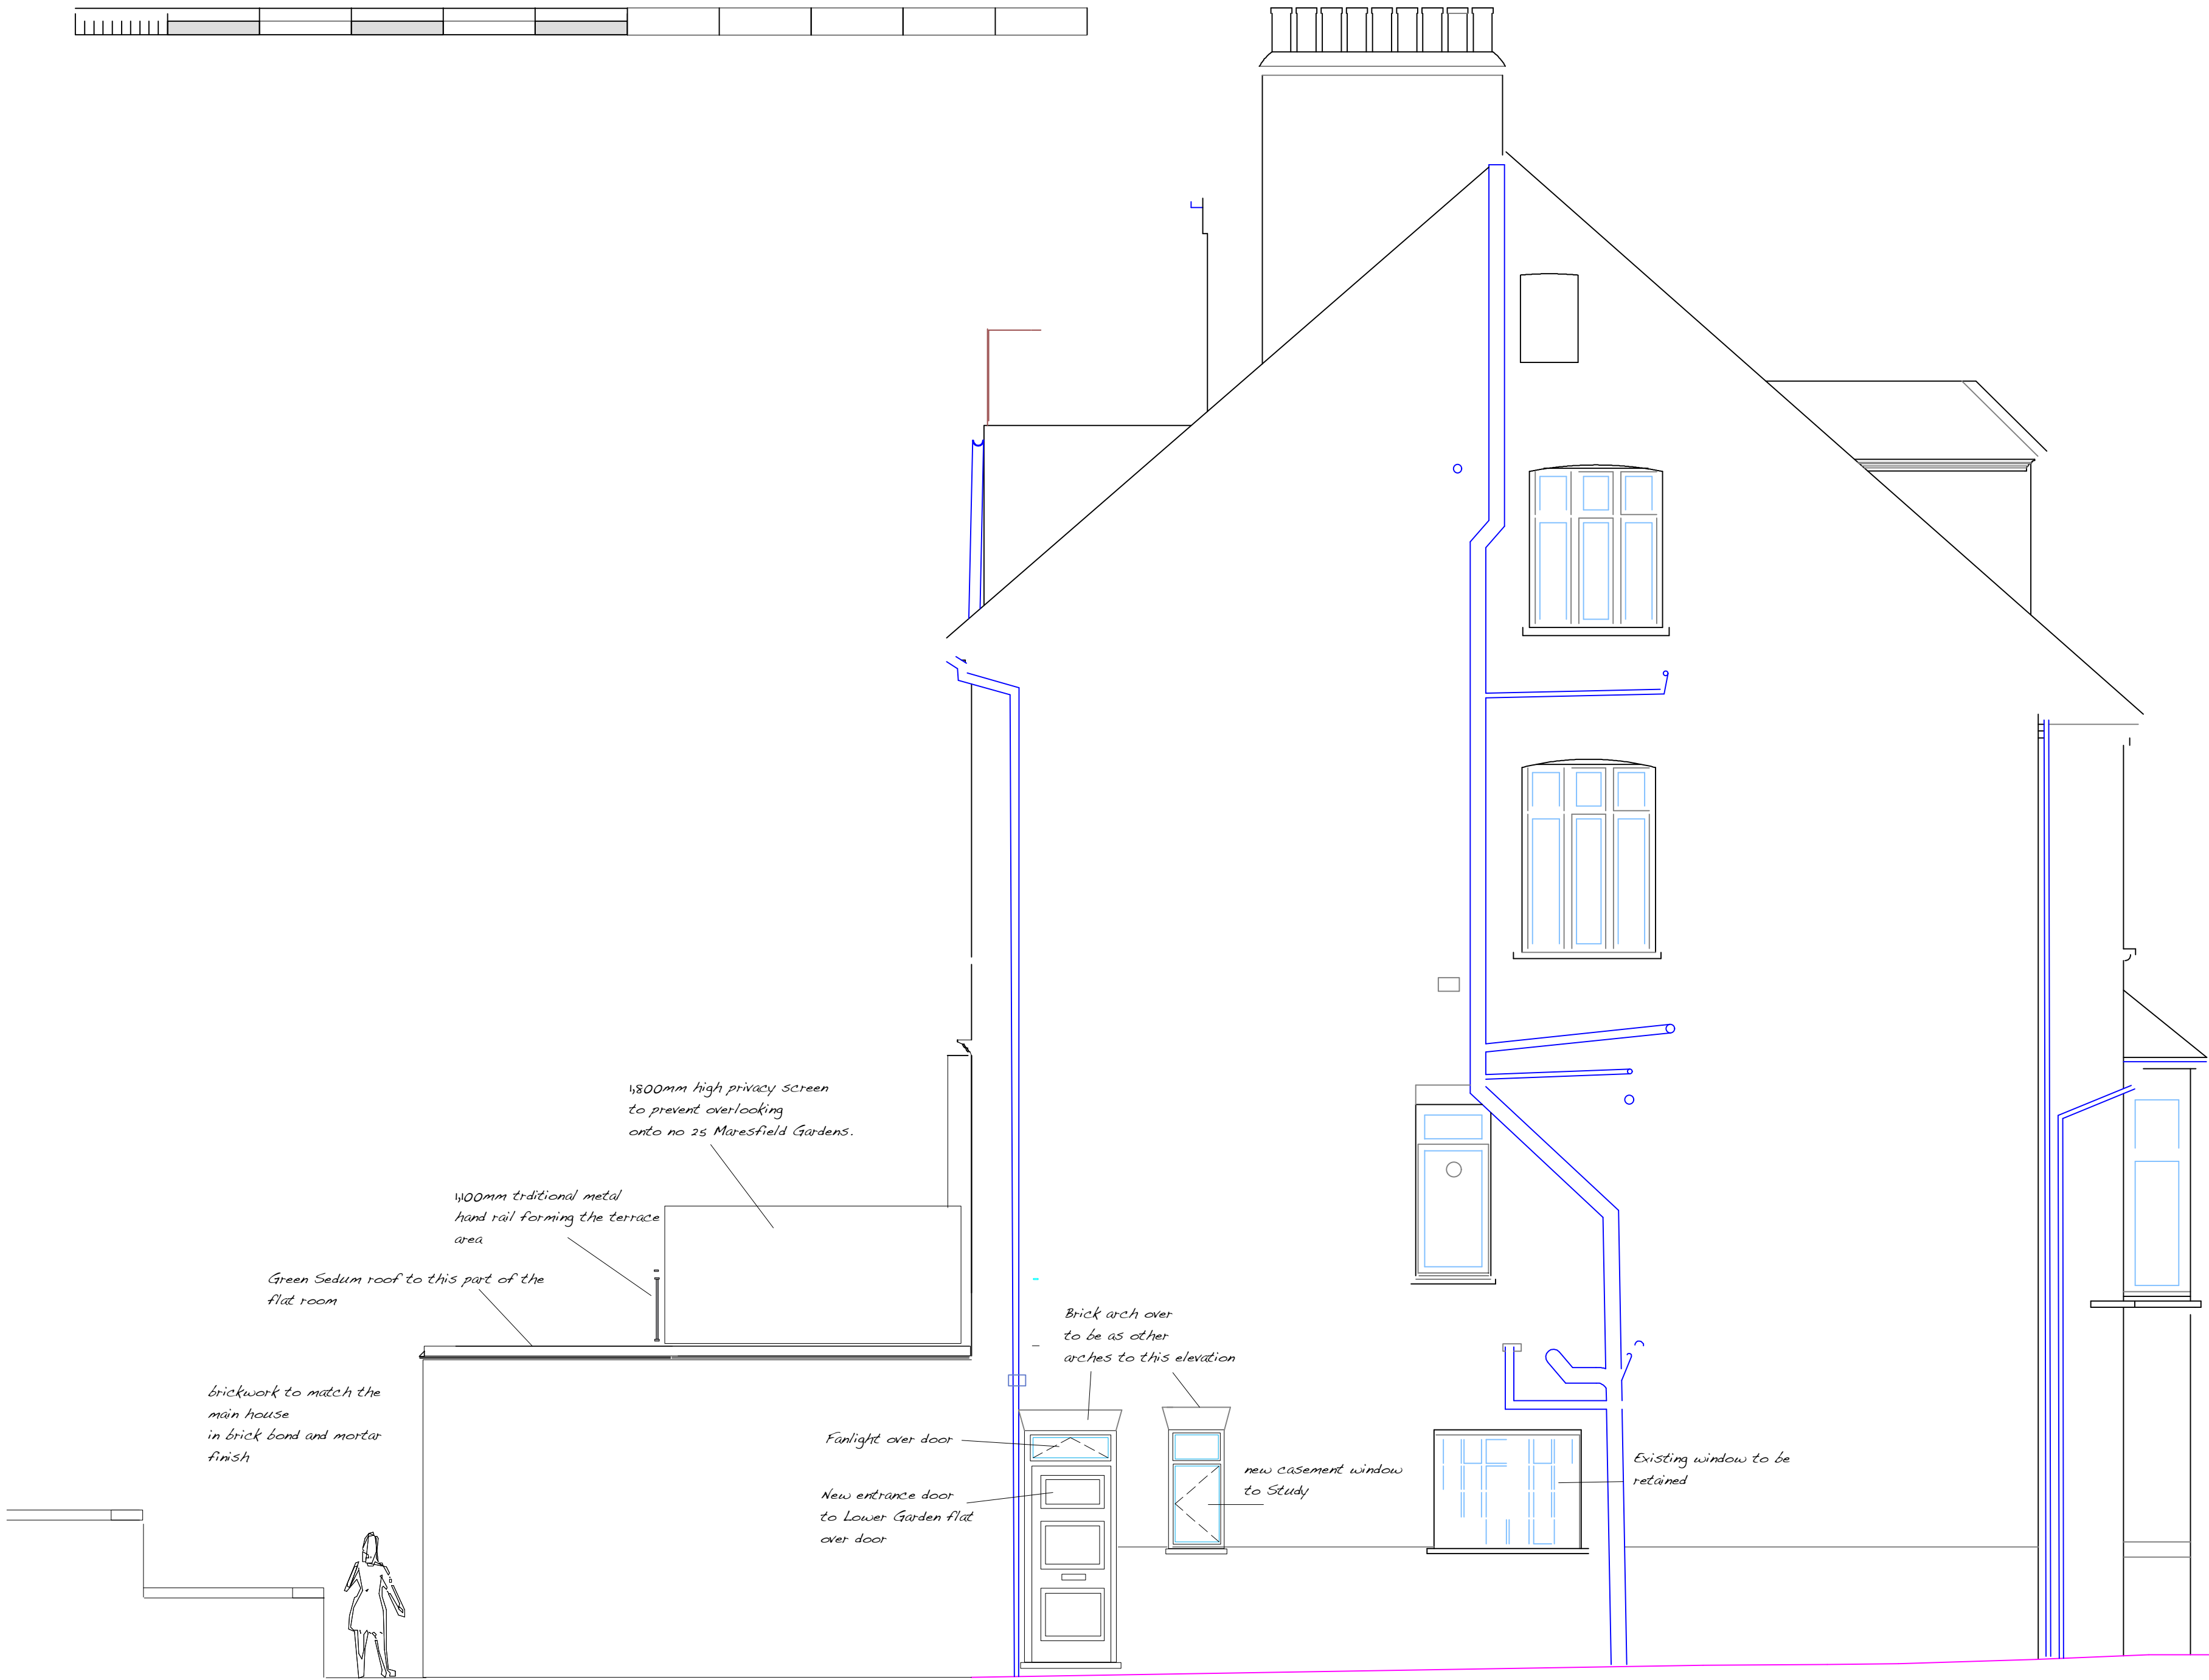 1,800mm high privacy screen
to prevent overlooking
onto no 25 Maresfield Gardens.
1,100mm trditional metal
hand rail forming the terrace
area
Green Sedum roof to this part of the
flat room
brickwork to match the
main house
in brick bond and mortar
finish
Brick arch over
to be as other
arches to this elevation
Fanlight over door
New entrance door
to Lower Garden flat
over door
new casement window
to Study
Existing window to be
retained